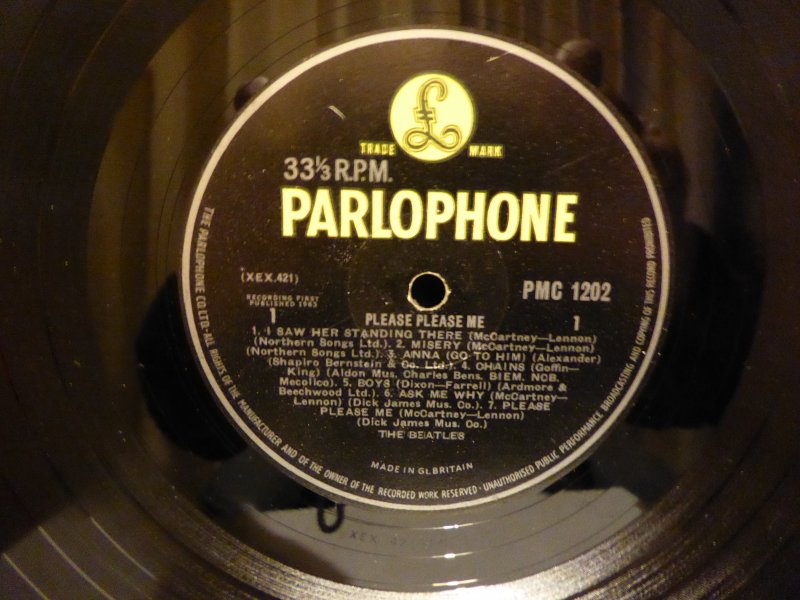 £
TRADE MARK
33⅓ R.P.M.
PARLOPHONE
(XEX.421)
PMC 1202
RECORDING FIRST
PUBLISHED 1963
1 PLEASE PLEASE ME 1
1. I SAW HER STANDING THERE (McCartney—Lennon)
(Northern Songs Ltd.). 2. MISERY (McCartney—Lennon)
(Northern Songs Ltd.). 3. ANNA (GO TO HIM) (Alexander)
(Shapiro Bernstein & Co. Ltd.). 4. CHAINS (Goffin—
King) (Aldon Mus. Charles Bens. BIEM. NCB.
Mecolico). 5. BOYS (Dixon—Farrell) (Ardmore &
Beechwood Ltd.). 6. ASK ME WHY (McCartney—
Lennon) (Dick James Mus. Co.). 7. PLEASE
PLEASE ME (McCartney—Lennon)
(Dick James Mus. Co.)
THE BEATLES
MADE IN GT. BRITAIN
THE PARLOPHONE CO. LTD.—ALL RIGHTS OF THE MANUFACTURER AND OF THE OWNER OF THE RECORDED WORK RESERVED · UNAUTHORISED PUBLIC PERFORMANCE BROADCASTING AND COPYING OF THIS RECORD PROHIBITED
XEX